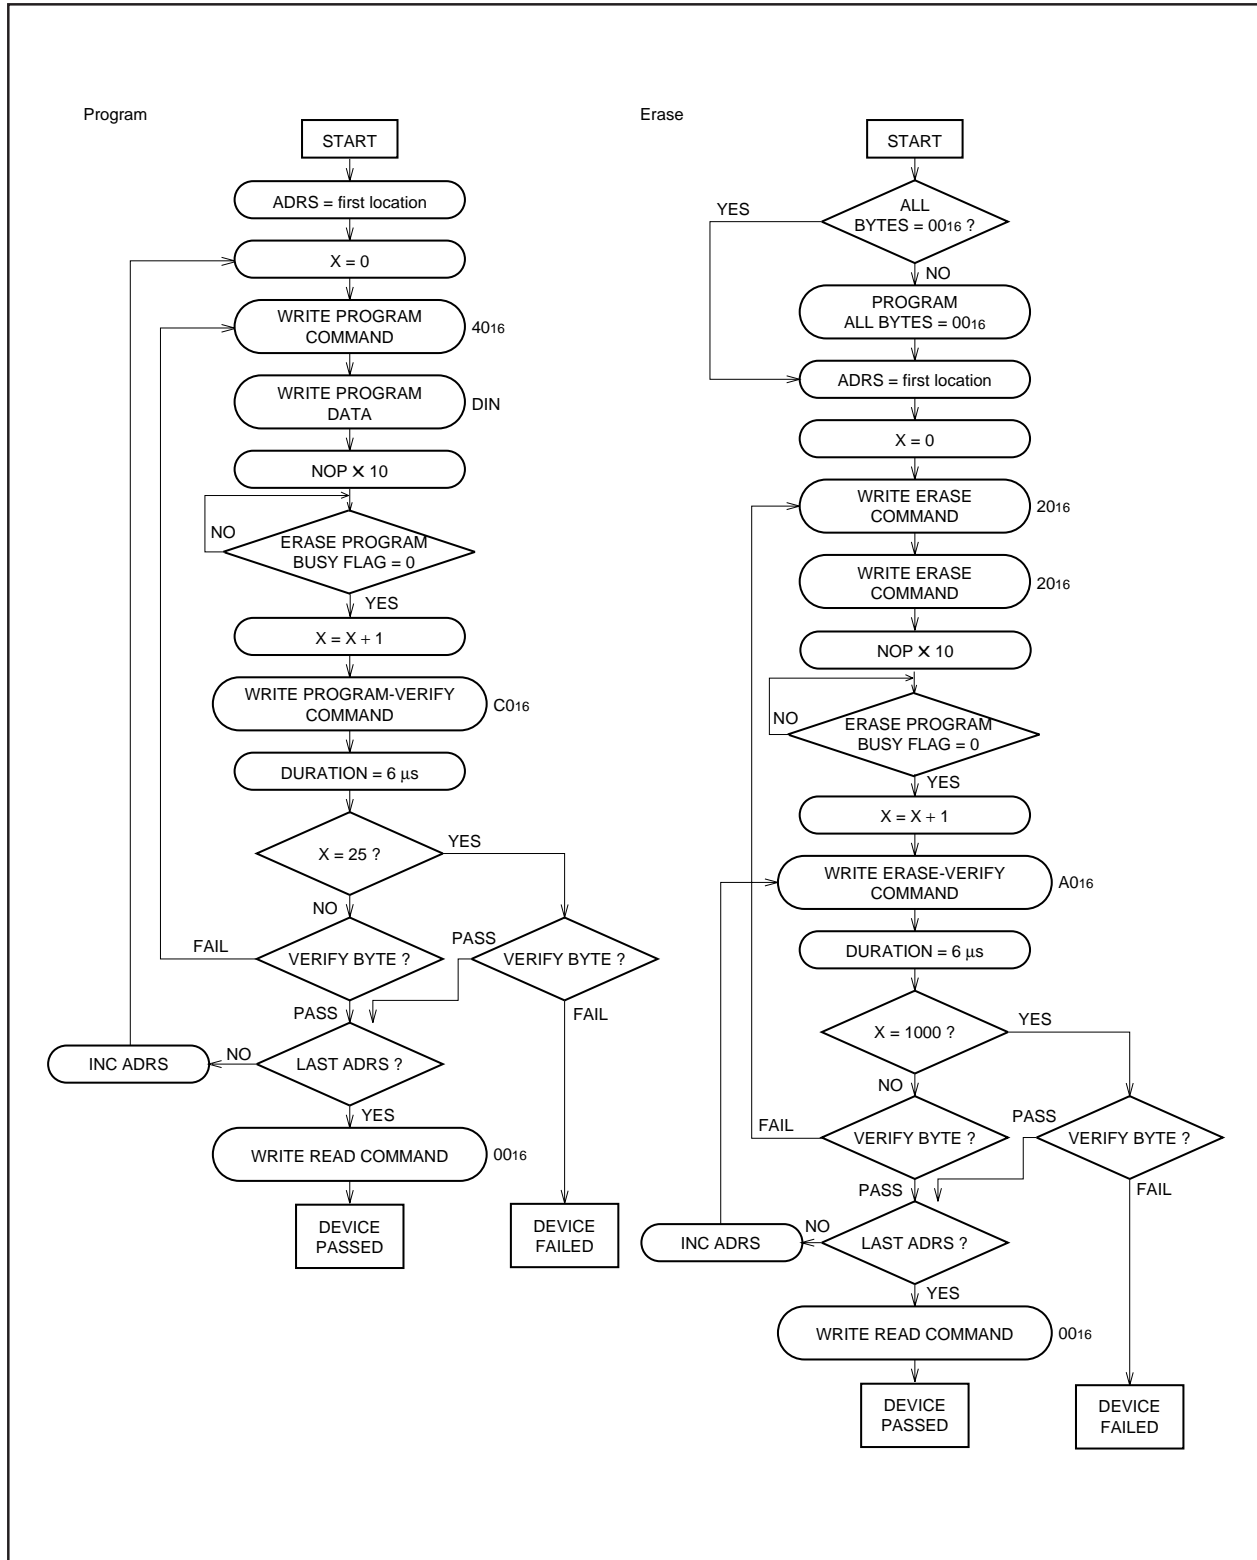 Program
START
ADRS = first location
X = 0
WRITE PROGRAM
COMMAND
4016
WRITE PROGRAM
DATA
DIN
NOP × 10
NO
ERASE PROGRAM
BUSY FLAG = 0
YES
X = X + 1
WRITE PROGRAM-VERIFY
COMMAND
C016
DURATION = 6 µs
X = 25 ?
YES
NO
FAIL
VERIFY BYTE ?
PASS
VERIFY BYTE ?
PASS
FAIL
INC ADRS
NO
LAST ADRS ?
YES
WRITE READ COMMAND
0016
DEVICE
PASSED
DEVICE
FAILED
Erase
START
YES
ALL
BYTES = 0016 ?
NO
PROGRAM
ALL BYTES = 0016
ADRS = first location
X = 0
WRITE ERASE
COMMAND
2016
WRITE ERASE
COMMAND
2016
NOP × 10
NO
ERASE PROGRAM
BUSY FLAG = 0
YES
X = X + 1
WRITE ERASE-VERIFY
COMMAND
A016
DURATION = 6 µs
X = 1000 ?
YES
NO
FAIL
VERIFY BYTE ?
PASS
VERIFY BYTE ?
PASS
FAIL
INC ADRS
NO
LAST ADRS ?
YES
WRITE READ COMMAND
0016
DEVICE
PASSED
DEVICE
FAILED